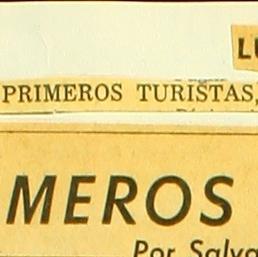 LU
PRIMEROS TURISTAS,
MEROS
Por Salva